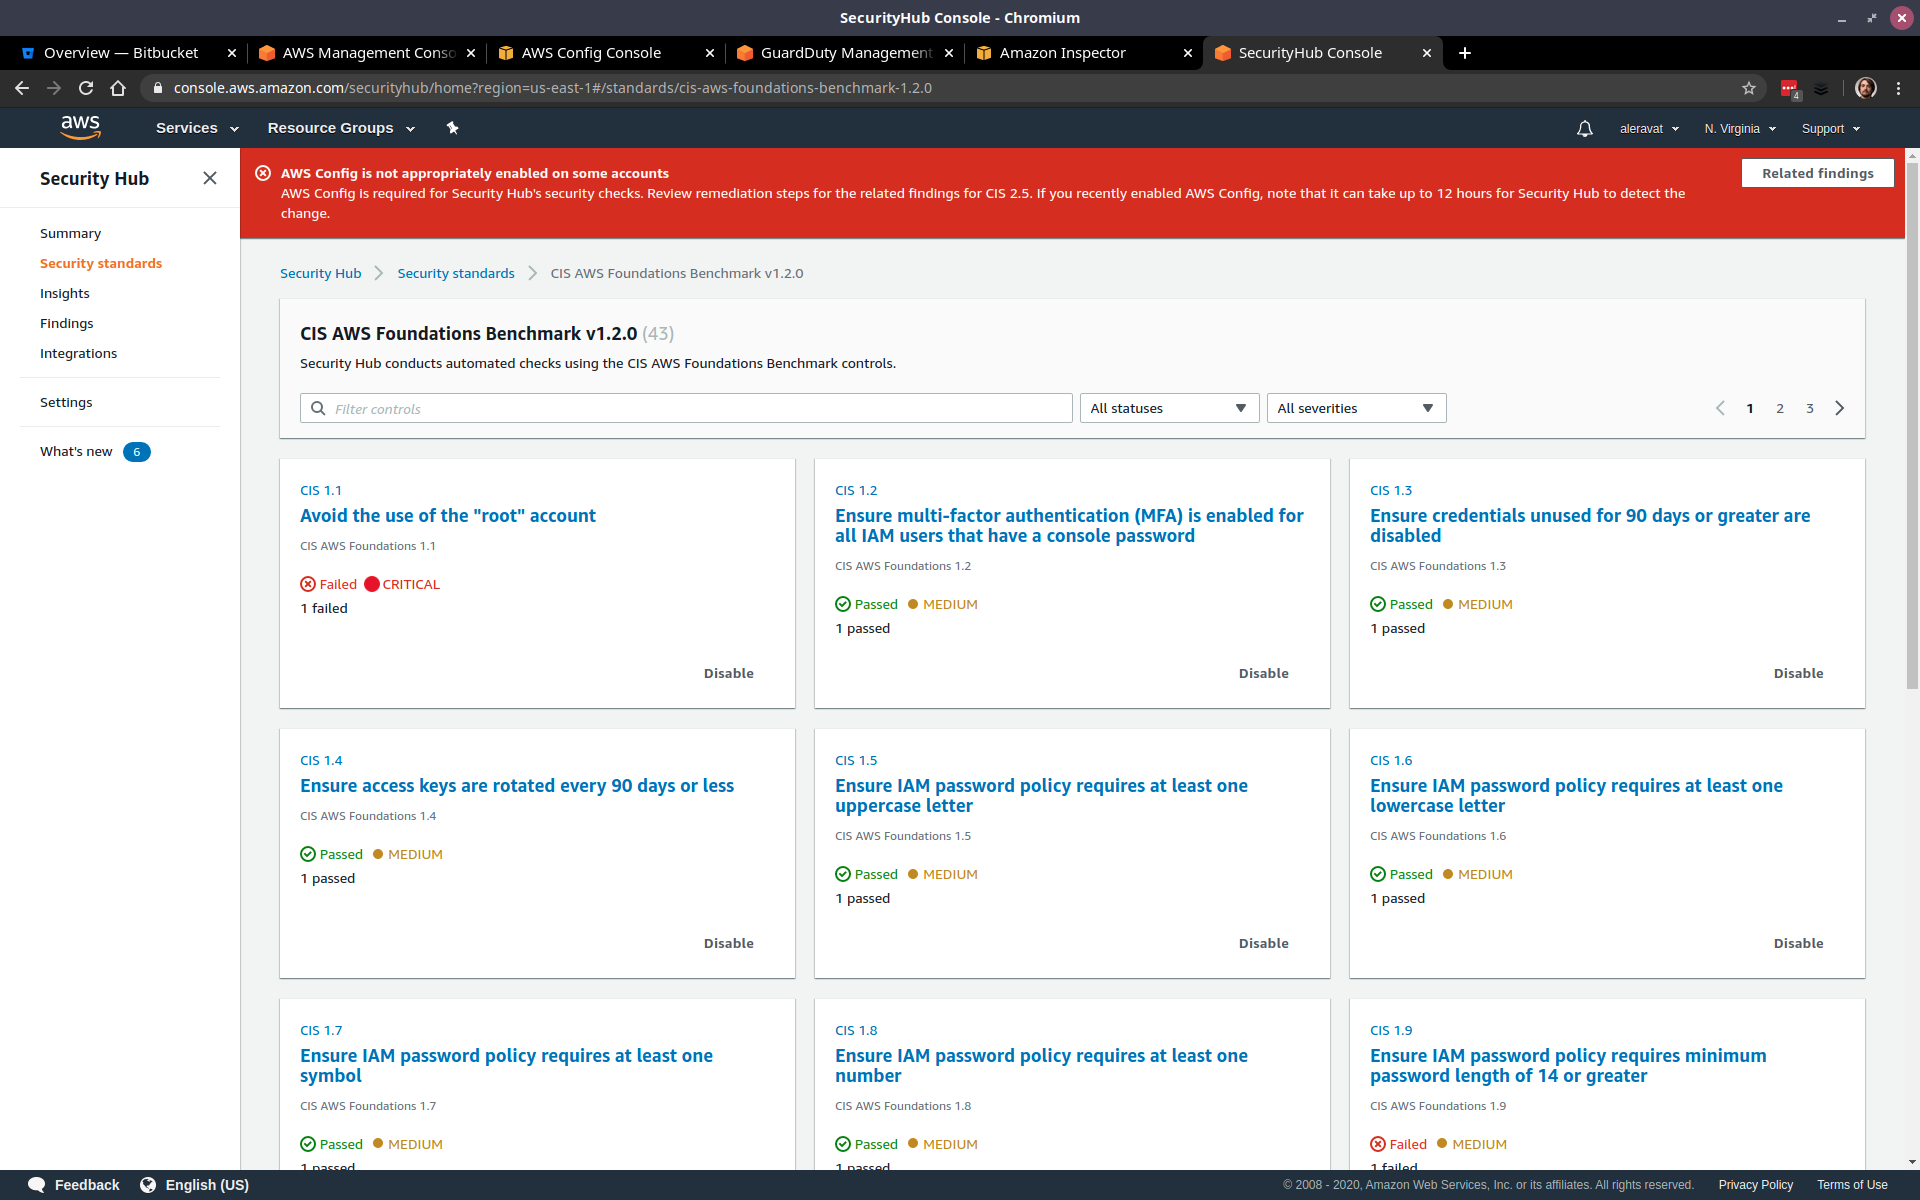 SecurityHub Console - Chromium
Overview — Bitbucket
AWS Management Conso
AWS Config Console
GuardDuty Management
Amazon Inspector
SecurityHub Console
console.aws.amazon.com/securityhub/home?region=us-east-1#/standards/cis-aws-foundations-benchmark-1.2.0
4
aws
Services
Resource Groups
aleravat
N. Virginia
Support
Security Hub
Summary
Security standards
Insights
Findings
Integrations
Settings
What's new 6
AWS Config is not appropriately enabled on some accounts
AWS Config is required for Security Hub's security checks. Review remediation steps for the related findings for CIS 2.5. If you recently enabled AWS Config, note that it can take up to 12 hours for Security Hub to detect the
change.
Related findings
Security Hub
Security standards
CIS AWS Foundations Benchmark v1.2.0
CIS AWS Foundations Benchmark v1.2.0 (43)
Security Hub conducts automated checks using the CIS AWS Foundations Benchmark controls.
Filter controls
All statuses
All severities
1 2 3
CIS 1.1
Avoid the use of the "root" account
CIS AWS Foundations 1.1
Failed CRITICAL
1 failed
Disable
CIS 1.2
Ensure multi-factor authentication (MFA) is enabled for
all IAM users that have a console password
CIS AWS Foundations 1.2
Passed MEDIUM
1 passed
Disable
CIS 1.3
Ensure credentials unused for 90 days or greater are
disabled
CIS AWS Foundations 1.3
Passed MEDIUM
1 passed
Disable
CIS 1.4
Ensure access keys are rotated every 90 days or less
CIS AWS Foundations 1.4
Passed MEDIUM
1 passed
Disable
CIS 1.5
Ensure IAM password policy requires at least one
uppercase letter
CIS AWS Foundations 1.5
Passed MEDIUM
1 passed
Disable
CIS 1.6
Ensure IAM password policy requires at least one
lowercase letter
CIS AWS Foundations 1.6
Passed MEDIUM
1 passed
Disable
CIS 1.7
Ensure IAM password policy requires at least one
symbol
CIS AWS Foundations 1.7
Passed MEDIUM
1 passed
CIS 1.8
Ensure IAM password policy requires at least one
number
CIS AWS Foundations 1.8
Passed MEDIUM
1 passed
CIS 1.9
Ensure IAM password policy requires minimum
password length of 14 or greater
CIS AWS Foundations 1.9
Failed MEDIUM
1 failed
Feedback
English (US)
© 2008 - 2020, Amazon Web Services, Inc. or its affiliates. All rights reserved.
Privacy Policy
Terms of Use